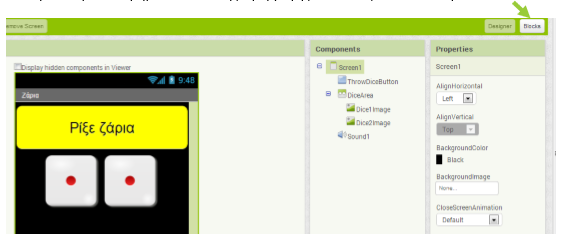 emove Screen
Designer
Blocks
Components
Properties
Display hidden components in Viewer
9:48
Ζάρια
Ρίξε ζάρια
Screen1
ThrowDiceButton
DiceArea
Dice1Image
Dice2Image
Sound1
Screen1
AlignHorizontal
Left
AlignVertical
Top
BackgroundColor
Black
BackgroundImage
None...
CloseScreenAnimation
Default